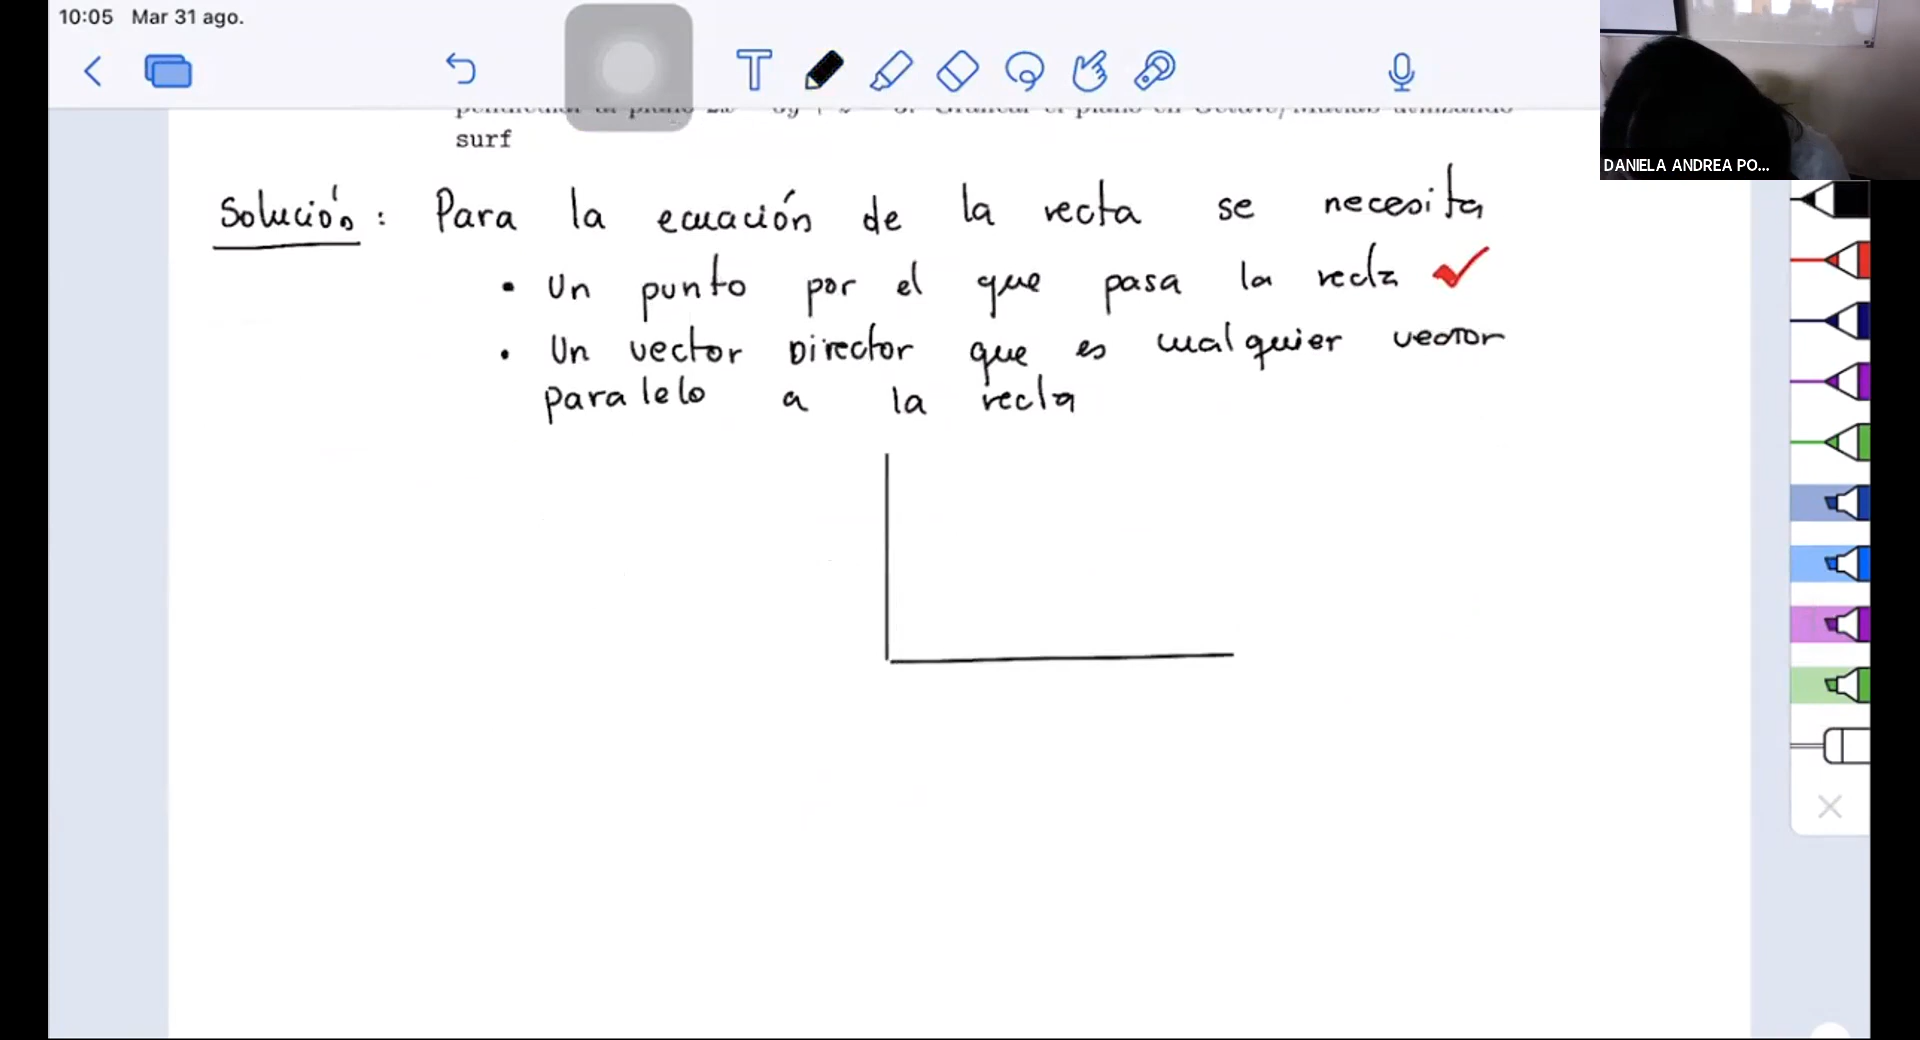 10:05 Mar 31 ago.
surf
DANIELA ANDREA PO...
Solución: Para la ecuación de la recta se necesita
• Un punto por el que pasa la recta ✓
• Un vector Director que es cualquier vector
paralelo a la recta